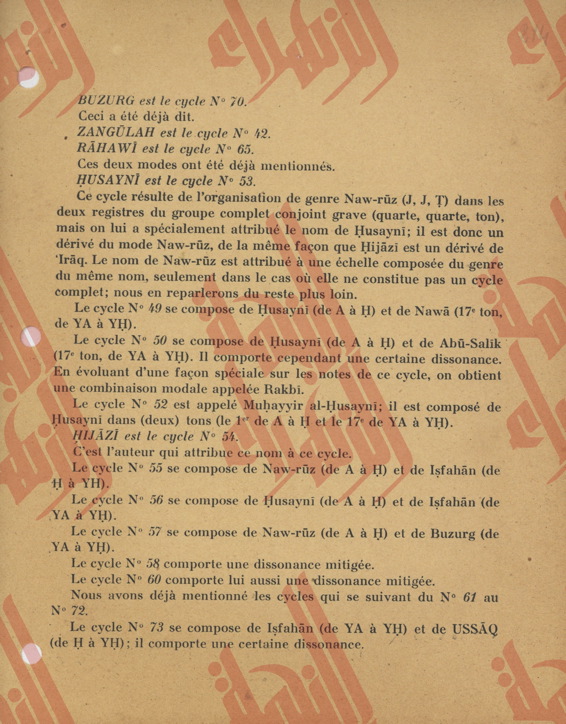 BUZURG est le cycle N° 70.
Ceci a été déjà dit.
ZANGŪLAH est le cycle N° 42.
RĀHAWĪ est le cycle N° 65.
Ces deux modes ont été déjà mentionnés.
ḤUSAYNĪ est le cycle N° 53.
Ce cycle résulte de l'organisation de genre Naw-rūz (J, J, Ṭ) dans les
deux registres du groupe complet conjoint grave (quarte, quarte, ton),
mais on lui a spécialement attribué le nom de Ḥusaynī; il est donc un
dérivé du mode Naw-rūz, de la même façon que Ḥijāzī est un dérivé de
'Irāq. Le nom de Naw-rūz est attribué à une échelle composée du genre
du même nom, seulement dans le cas où elle ne constitue pas un cycle
complet; nous en reparlerons du reste plus loin.
Le cycle N° 49 se compose de Ḥusaynī (de A à Ḥ) et de Nawā (17e ton,
de YA à YḤ).
Le cycle N° 50 se compose de Ḥusaynī (de A à Ḥ) et de Abū-Salīk
(17e ton, de YA à YḤ). Il comporte cependant une certaine dissonance.
En évoluant d'une façon spéciale sur les notes de ce cycle, on obtient
une combinaison modale appelée Rakbī.
Le cycle N° 52 est appelé Muḥayyir al-Ḥusaynī; il est composé de
Ḥusaynī dans (deux) tons (le 1er de A à Ḥ et le 17e de YA à YḤ).
ḤIJĀZĪ est le cycle N° 54.
C'est l'auteur qui attribue ce nom à ce cycle.
Le cycle N° 55 se compose de Naw-rūz (de A à Ḥ) et de Iṣfahān (de
Ḥ à YḤ).
Le cycle N° 56 se compose de Ḥusaynī (de A à Ḥ) et de Iṣfahān (de
YA à YḤ).
Le cycle N° 57 se compose de Naw-rūz (de A à Ḥ) et de Buzurg (de
YA à YḤ).
Le cycle N° 58 comporte une dissonance mitigée.
Le cycle N° 60 comporte lui aussi une dissonance mitigée.
Nous avons déjà mentionné les cycles qui se suivant du N° 61 au
N° 72.
Le cycle N° 73 se compose de Iṣfahān (de YA à YḤ) et de USSĀQ
(de Ḥ à YḤ); il comporte une certaine dissonance.